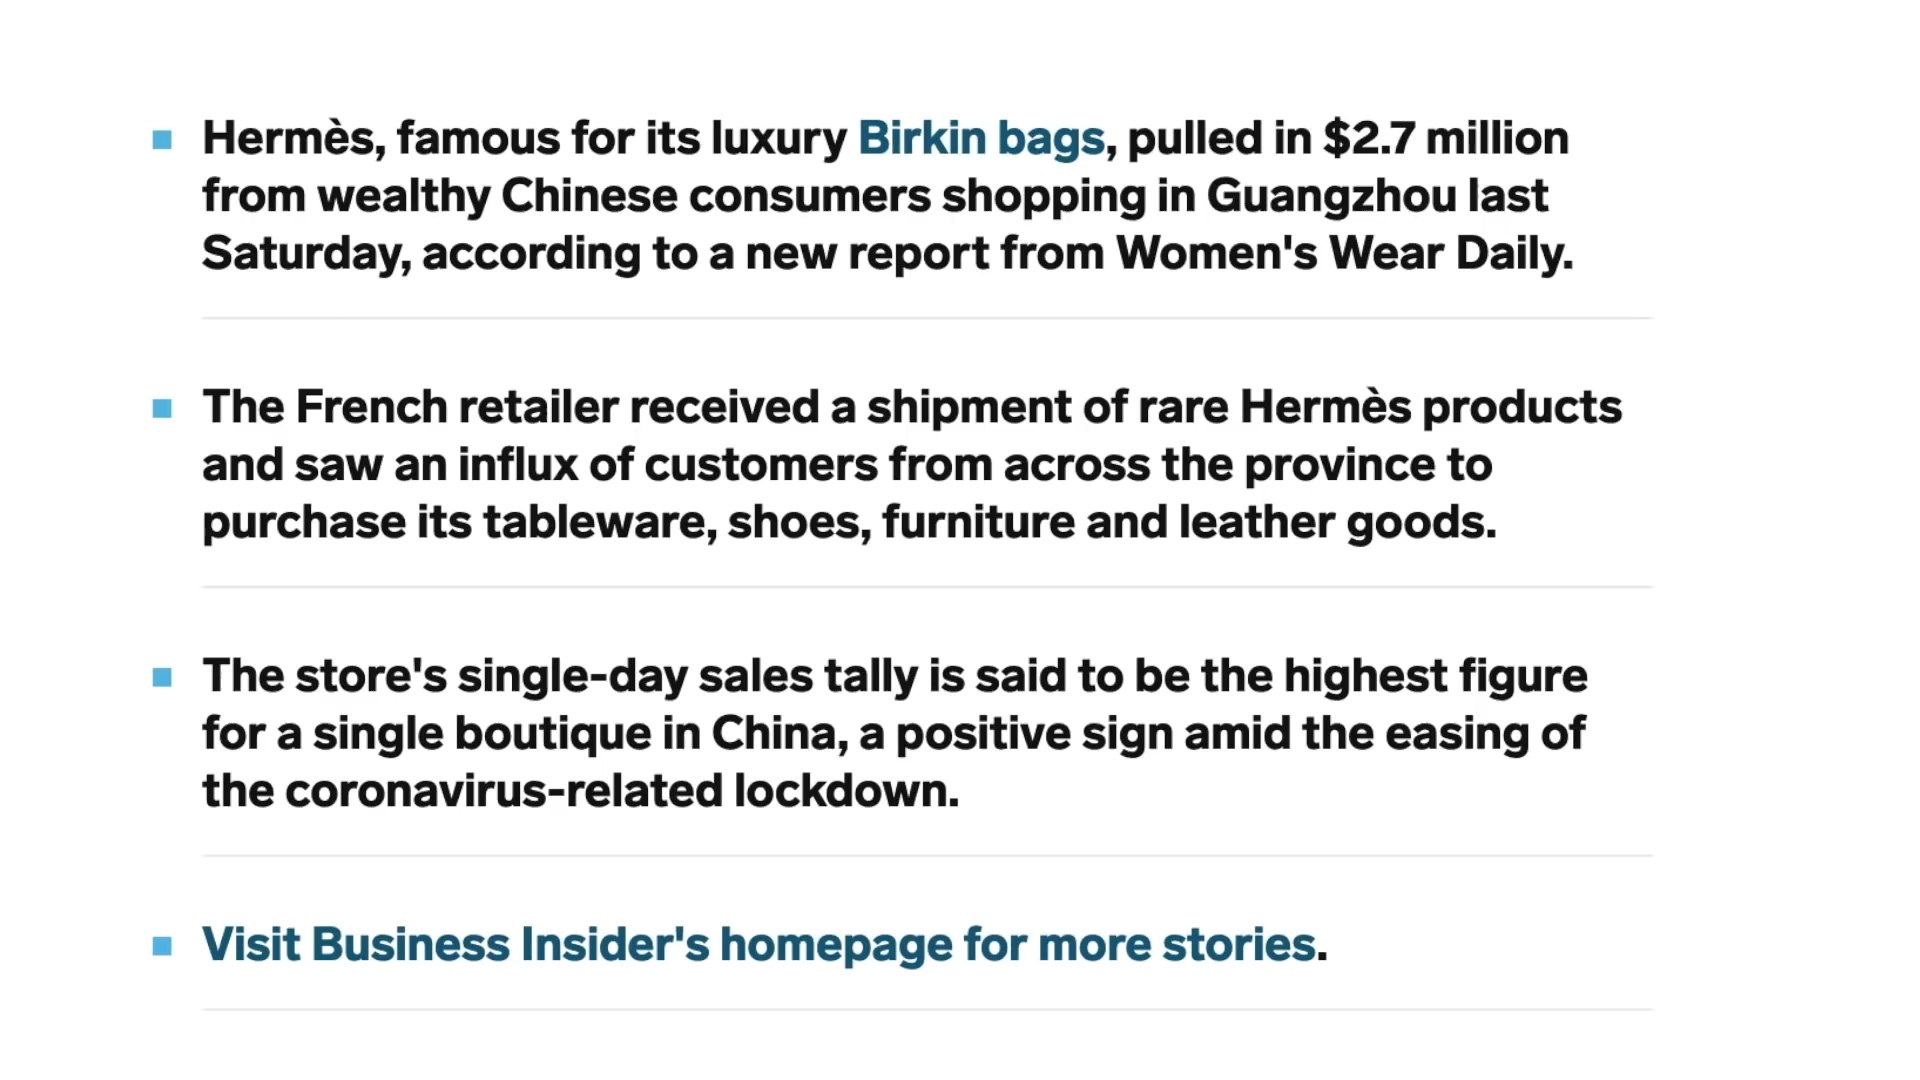 Hermès, famous for its luxury Birkin bags, pulled in $2.7 million
from wealthy Chinese consumers shopping in Guangzhou last
Saturday, according to a new report from Women's Wear Daily.
The French retailer received a shipment of rare Hermès products
and saw an influx of customers from across the province to
purchase its tableware, shoes, furniture and leather goods.
The store's single-day sales tally is said to be the highest figure
for a single boutique in China, a positive sign amid the easing of
the coronavirus-related lockdown.
Visit Business Insider's homepage for more stories.